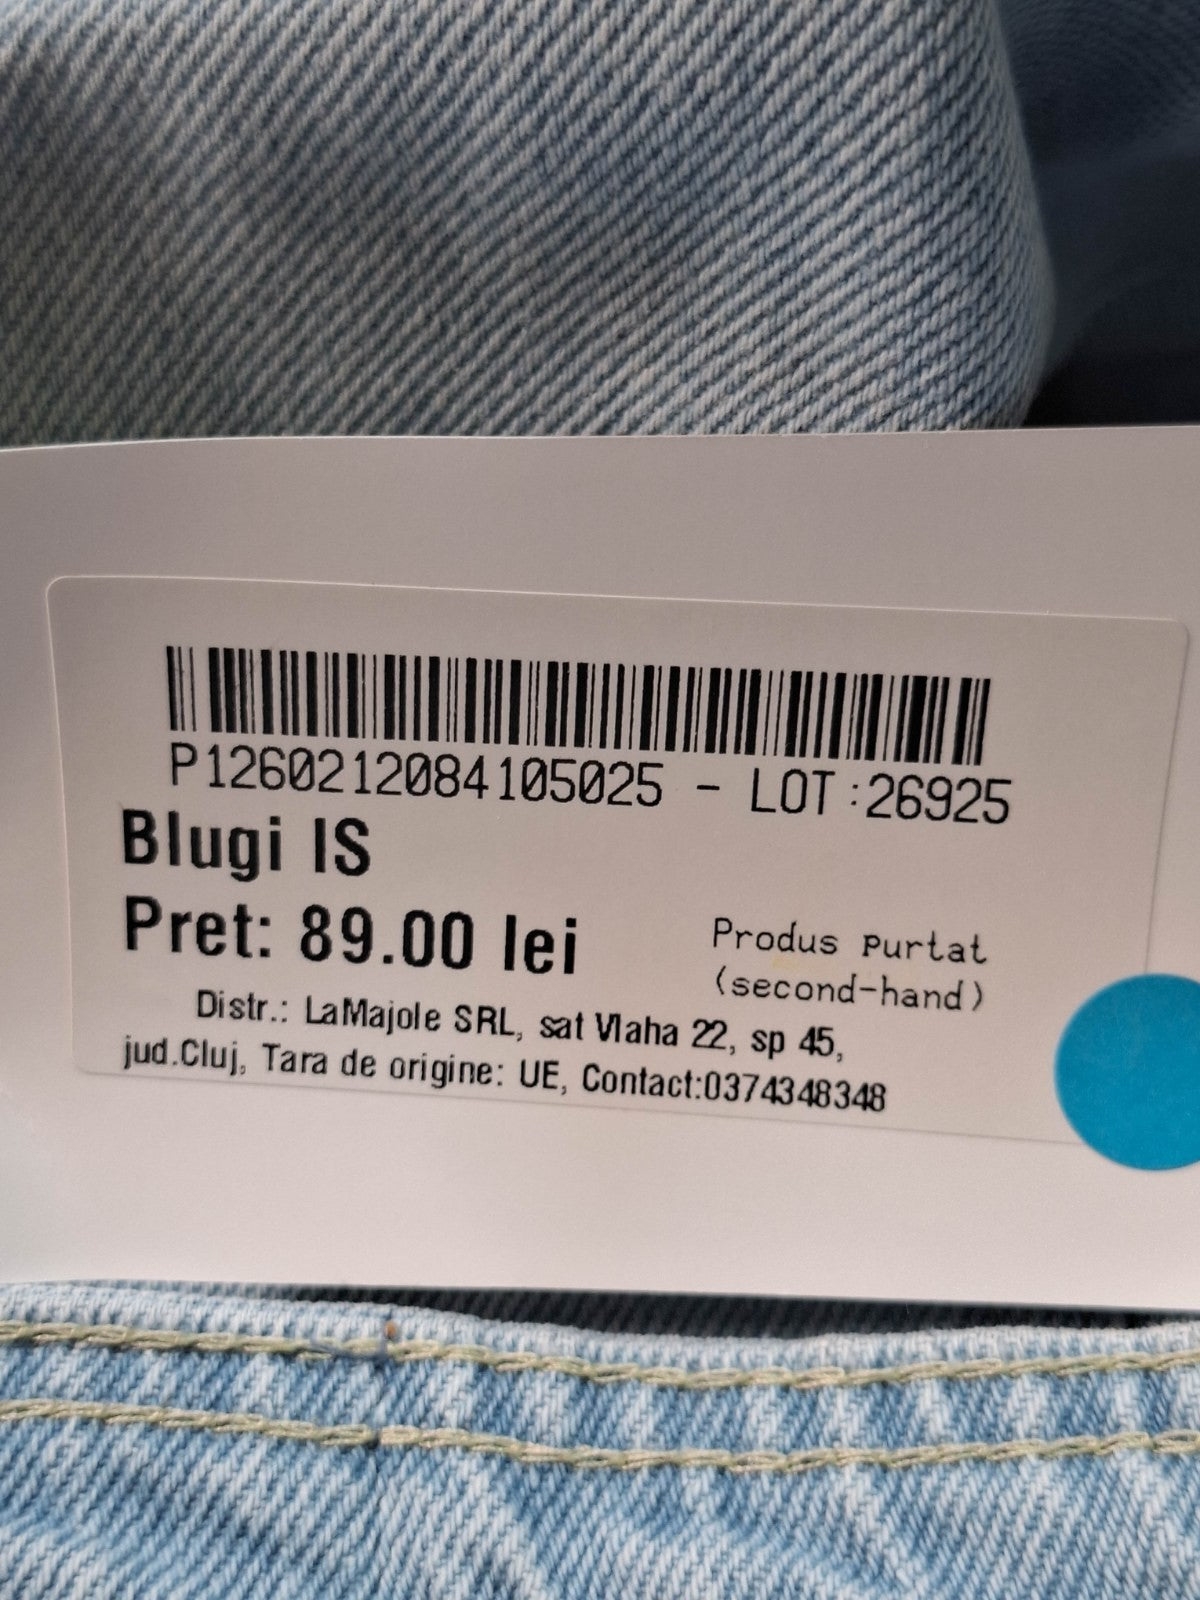 P1260212084105025 - LOT:26925
Blugi IS
Pret: 89.00 lei
Produs purtat
(second-hand)
Distr.: LaMajole SRL, sat Vlaha 22, sp 45,
jud.Cluj, Tara de origine: UE, Contact:0374348348